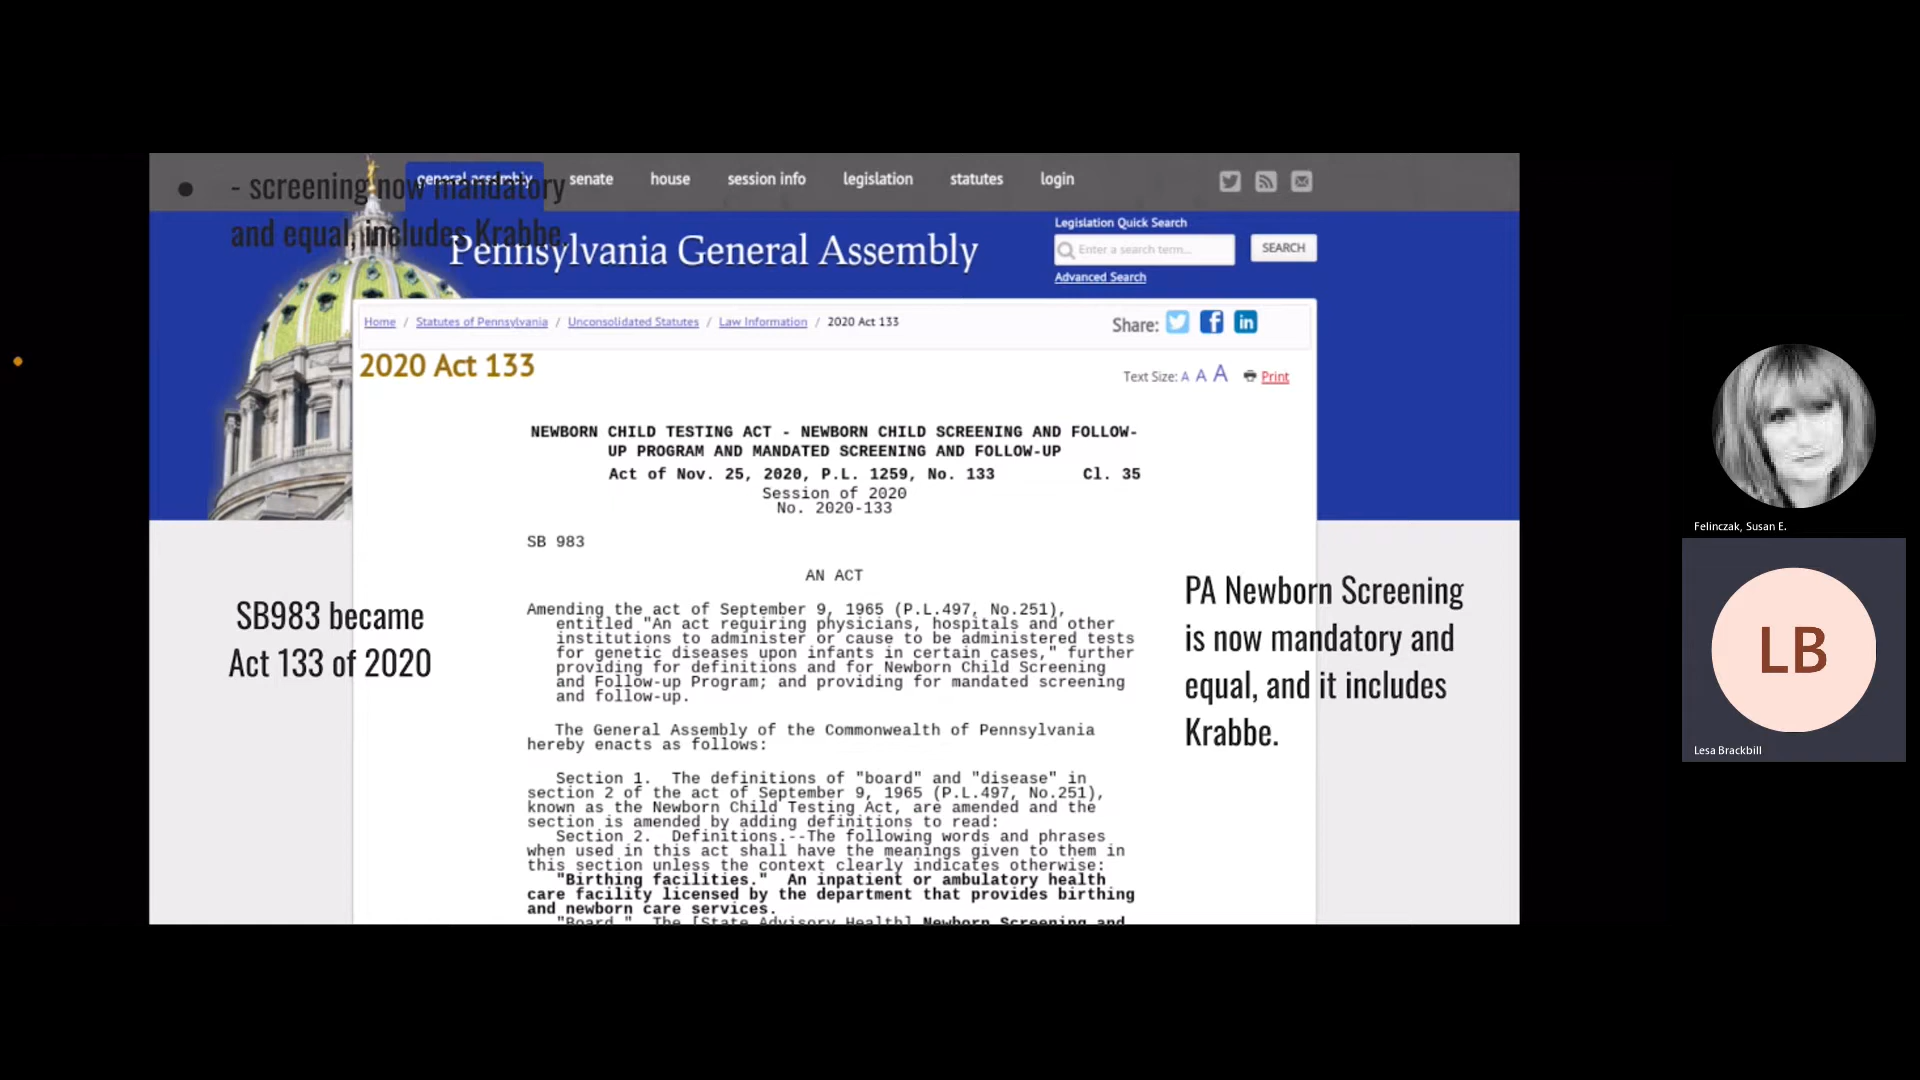 - screening now mandatory
and equal, includes Krabbe.
general assembly senate house session info legislation statutes login
Pennsylvania General Assembly
Legislation Quick Search
Enter a search term...
SEARCH
Advanced Search
Home / Statutes of Pennsylvania / Unconsolidated Statutes / Law Information / 2020 Act 133
Share:
2020 Act 133
Text Size: A A A Print
NEWBORN CHILD TESTING ACT - NEWBORN CHILD SCREENING AND FOLLOW-
UP PROGRAM AND MANDATED SCREENING AND FOLLOW-UP
Act of Nov. 25, 2020, P.L. 1259, No. 133 Cl. 35
Session of 2020
No. 2020-133
SB 983
AN ACT
Amending the act of September 9, 1965 (P.L.497, No.251),
entitled "An act requiring physicians, hospitals and other
institutions to administer or cause to be administered tests
for genetic diseases upon infants in certain cases," further
providing for definitions and for Newborn Child Screening
and Follow-up Program; and providing for mandated screening
and follow-up.
The General Assembly of the Commonwealth of Pennsylvania
hereby enacts as follows:
Section 1. The definitions of "board" and "disease" in
section 2 of the act of September 9, 1965 (P.L.497, No.251),
known as the Newborn Child Testing Act, are amended and the
section is amended by adding definitions to read:
Section 2. Definitions.--The following words and phrases
when used in this act shall have the meanings given to them in
this section unless the context clearly indicates otherwise:
"Birthing facilities." An inpatient or ambulatory health
care facility licensed by the department that provides birthing
and newborn care services.
"Board." The [State Advisory Health] Newborn Screening and
SB983 became
Act 133 of 2020
PA Newborn Screening
is now mandatory and
equal, and it includes
Krabbe.
Felinczak, Susan E.
LB
Lesa Brackbill